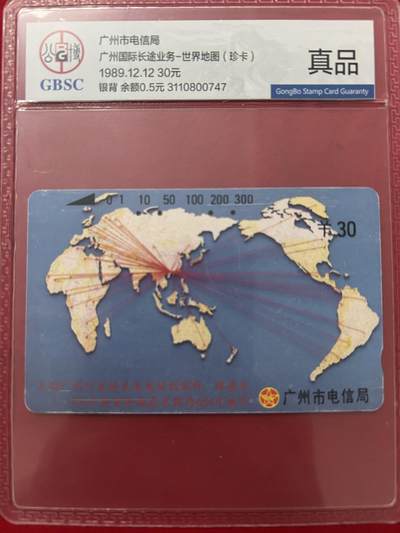 广州市电信局
广州国际长途业务-世界地图（珍卡）
1989.12.12 30元
银背 余额0.5元 3110800747
真品
GBSC
GongBo Stamp Card Guaranty
0 1 10 50 100 200 300
¥.30
广州市电信局